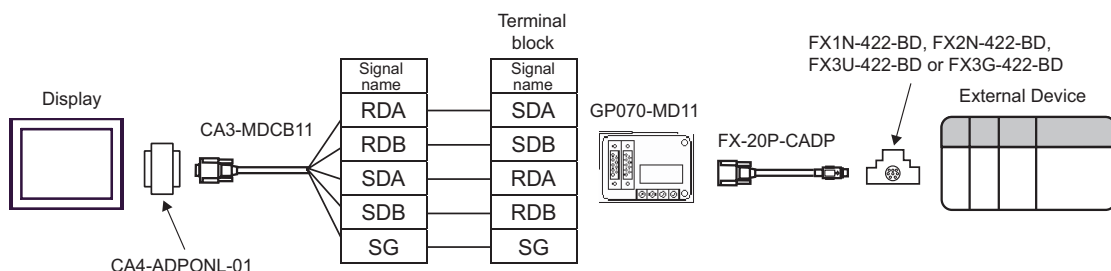 Terminal
block
FX1N-422-BD, FX2N-422-BD,
FX3U-422-BD or FX3G-422-BD
Display
CA3-MDCB11
Signal
name
Signal
name
GP070-MD11
FX-20P-CADP
External Device
RDA
SDA
RDB
SDB
SDA
RDA
SDB
RDB
SG
SG
CA4-ADPONL-01